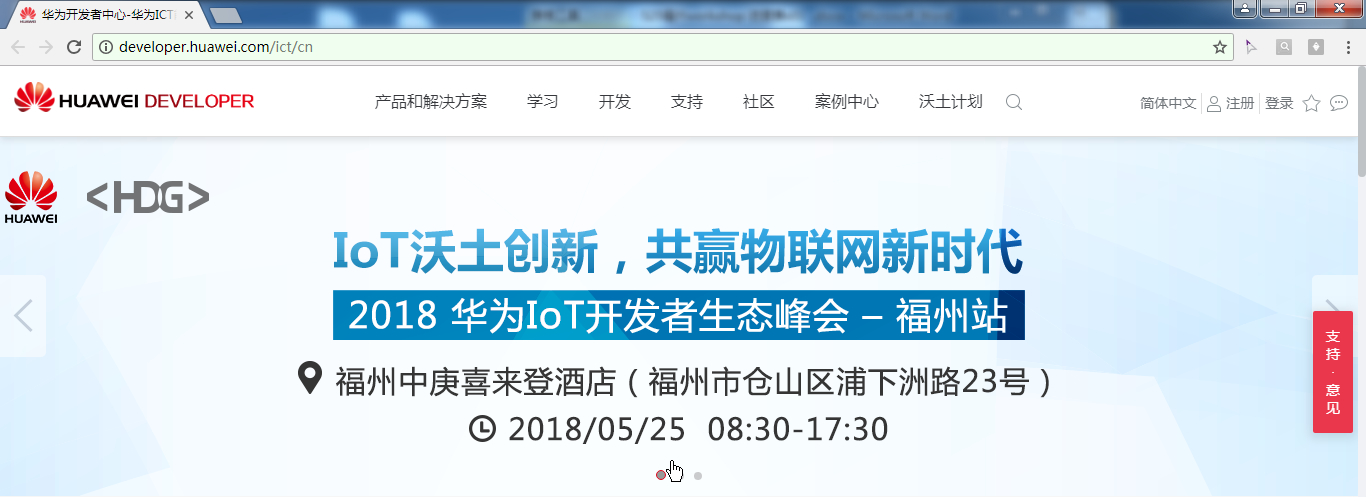 华为开发者中心-华为ICT
developer.huawei.com/ict/cn
HUAWEI DEVELOPER
产品和解决方案 学习 开发 支持 社区 案例中心 沃土计划
简体中文 注册 登录
HUAWEI
<HDG>
IoT沃土创新，共赢物联网新时代
2018 华为IoT开发者生态峰会 – 福州站
福州中庚喜来登酒店（福州市仓山区浦下洲路23号）
2018/05/25 08:30-17:30
支持·意见